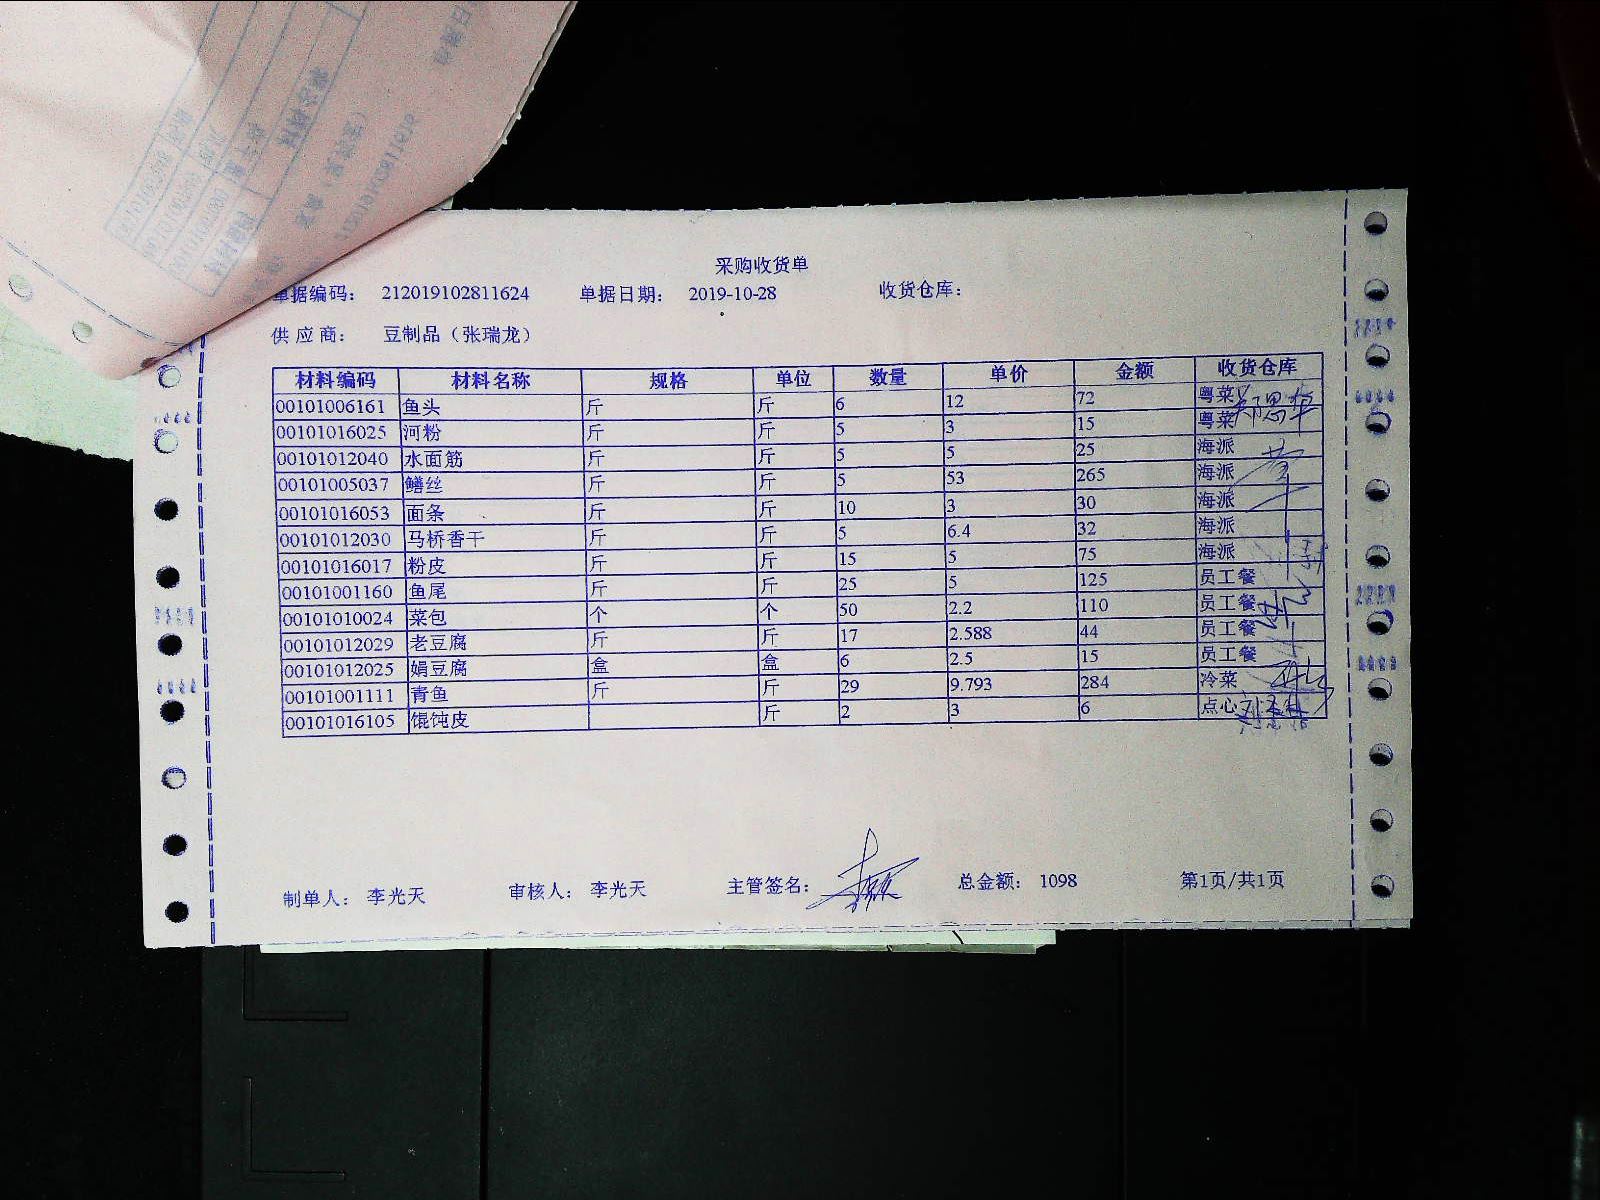 采购收货单
单据编码： 212019102811624 单据日期： 2019-10-28 收货仓库：
供应商： 豆制品（张瑞龙）
材料编码 材料名称 规格 单位 数量 单价 金额 收货仓库
00101006161 鱼头 斤 斤 6 12 72 粤菜
00101016025 河粉 斤 斤 5 3 15 粤菜
00101012040 水面筋 斤 斤 5 5 25 海派
00101005037 鳝丝 斤 斤 5 53 265 海派
00101016053 面条 斤 斤 10 3 30 海派
00101012030 马桥香干 斤 斤 5 6.4 32 海派
00101016017 粉皮 斤 斤 15 5 75 海派
00101001160 鱼尾 斤 斤 25 5 125 员工餐
00101010024 菜包 个 个 50 2.2 110 员工餐
00101012029 老豆腐 斤 斤 17 2.588 44 员工餐
00101012025 娟豆腐 盒 盒 6 2.5 15 员工餐
00101001111 青鱼 斤 斤 29 9.793 284 冷菜
00101016105 馄饨皮 斤 2 3 6 点心
制单人： 李光天 审核人： 李光天 主管签名： 总金额： 1098 第1页/共1页